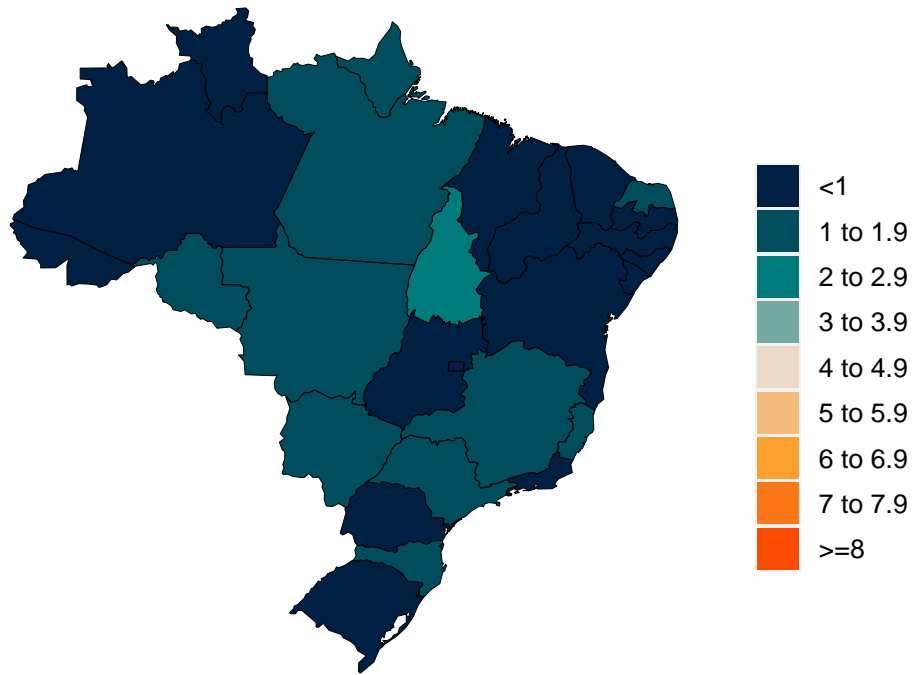 <1
1 to 1.9
2 to 2.9
3 to 3.9
4 to 4.9
5 to 5.9
6 to 6.9
7 to 7.9
>=8